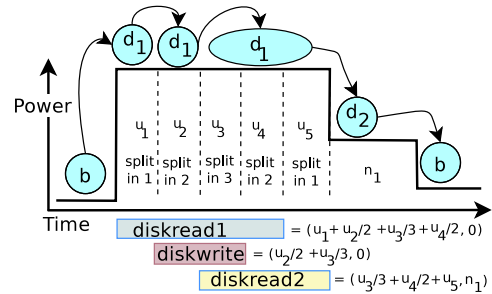 d1 d1 d1
Power
d2
b b
u1 u2 u3 u4 u5
split in 1 split in 2 split in 3 split in 2 split in 1
n1
Time
diskread1 = (u1+ u2/2 +u3/3+u4/2, 0)
diskwrite = (u2/2 +u3/3, 0)
diskread2 =(u3/3+u4/2+u5,n1)